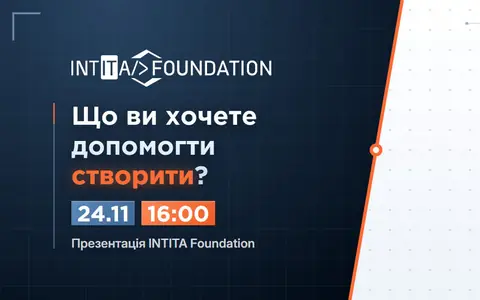 INTITA/>FOUNDATION
Що ви хочете
допомогти
створити?
24.11 16:00
Презентація INTITA Foundation